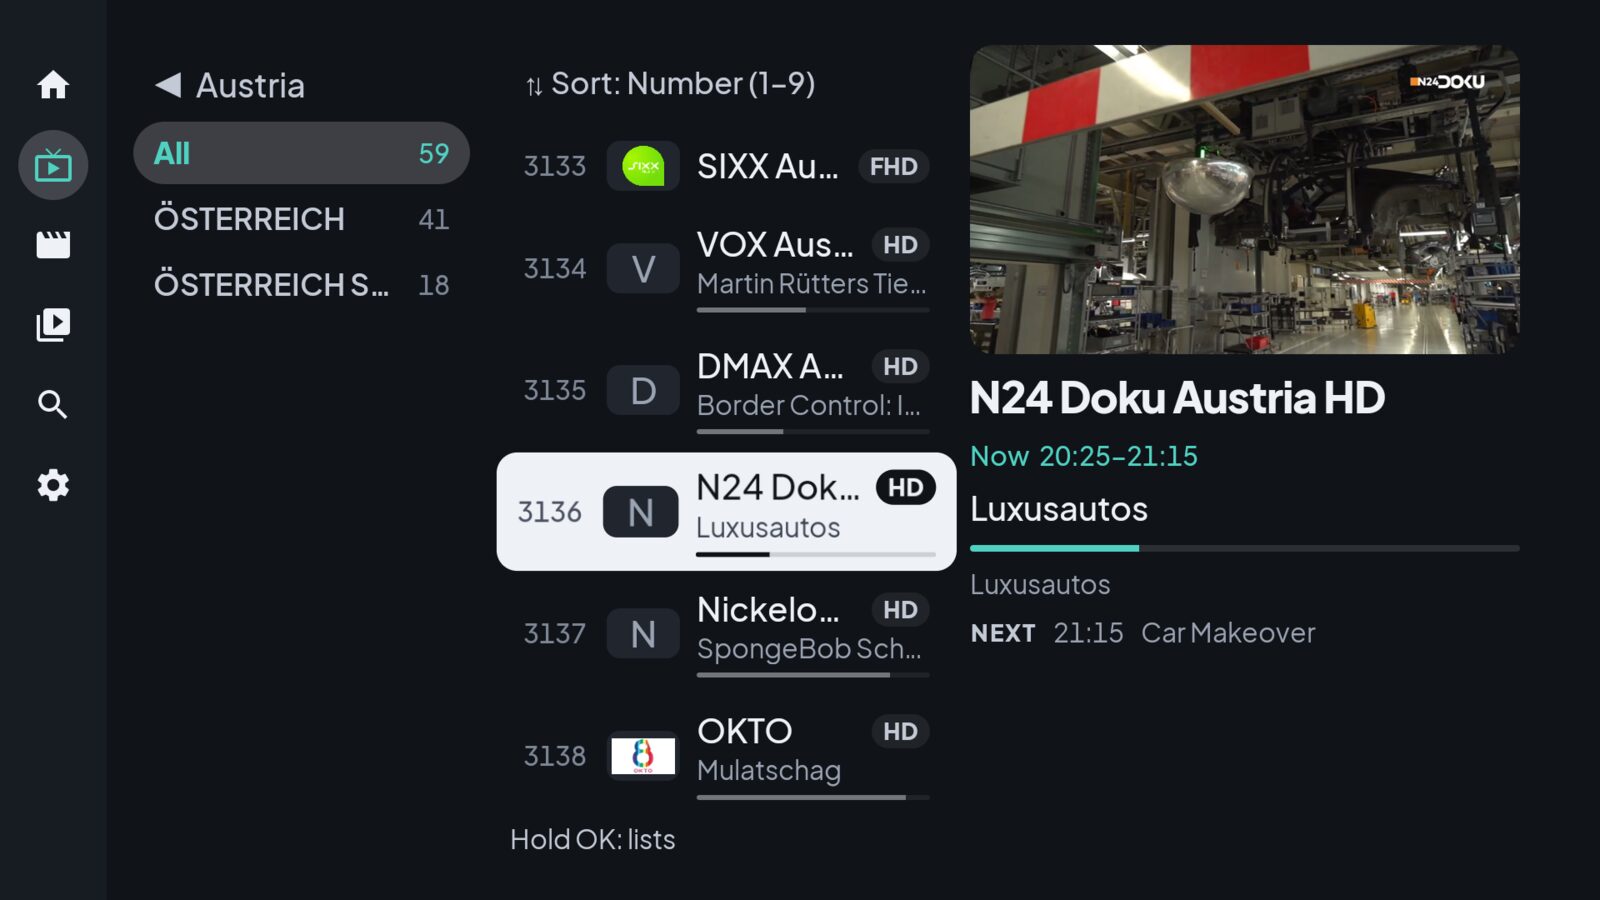 Austria
All 59
ÖSTERREICH 41
ÖSTERREICH S... 18
Sort: Number (1–9)
3133 sixx SIXX Au... FHD
3134 V VOX Aus... HD
Martin Rütters Tie...
3135 D DMAX A... HD
Border Control: I...
3136 N N24 Dok... HD
Luxusautos
3137 N Nickelo... HD
SpongeBob Sch...
3138 OKTO OKTO HD
Mulatschag
Hold OK: lists
N24 DOKU
N24 Doku Austria HD
Now 20:25–21:15
Luxusautos
Luxusautos
NEXT 21:15 Car Makeover